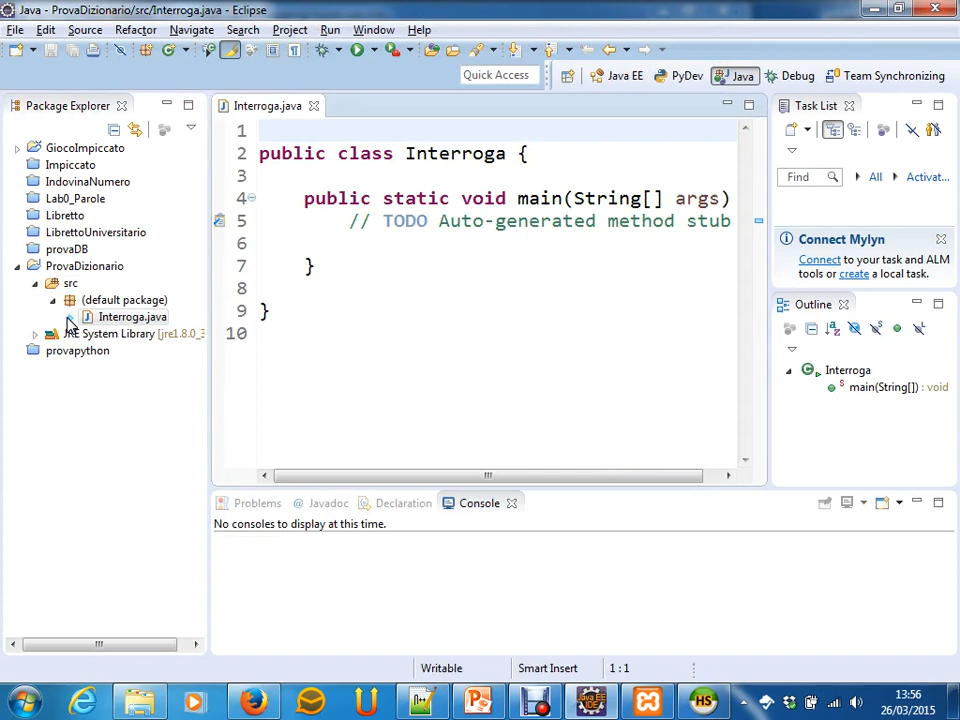 Java - ProvaDizionario/src/Interroga.java - Eclipse
File Edit Source Refactor Navigate Search Project Run Window Help
Quick Access Java EE PyDev Java Debug Team Synchronizing
Package Explorer
GiocoImpiccato
Impiccato
IndovinaNumero
Lab0_Parole
Libretto
LibrettoUniversitario
provaDB
ProvaDizionario
src
(default package)
Interroga.java
JRE System Library [jre1.8.0_3
provapython
Interroga.java
1
2 public class Interroga {
3
4 public static void main(String[] args)
5 // TODO Auto-generated method stub
6
7 }
8
9 }
10
Task List
Find All Activat...
Connect Mylyn
Connect to your task and ALM
tools or create a local task.
Outline
Interroga
main(String[]) : void
Problems @ Javadoc Declaration Console
No consoles to display at this time.
Writable Smart Insert 1 : 1
HS
13:56
26/03/2015